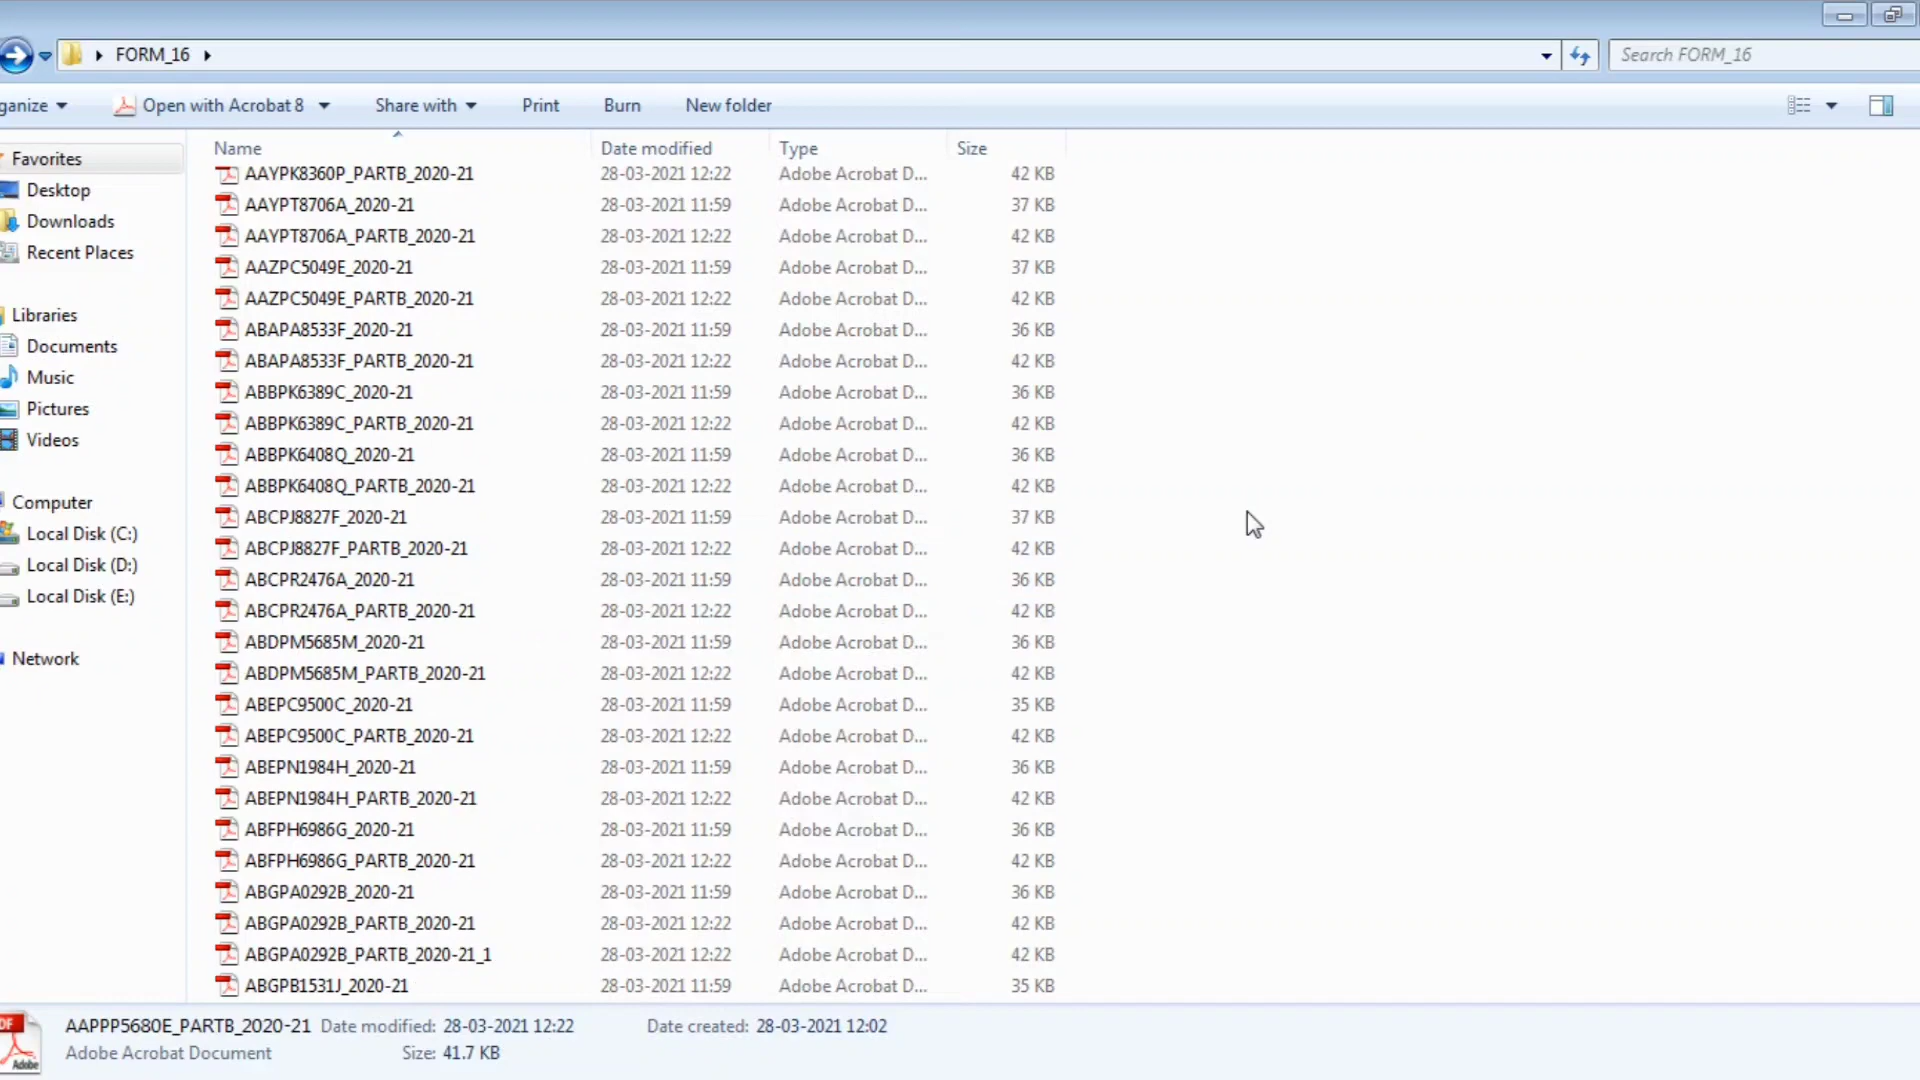 FORM_16
Search FORM_16
ganize
Open with Acrobat 8
Share with
Print
Burn
New folder
Name Date modified Type Size
Favorites
Desktop
Downloads
Recent Places
Libraries
Documents
Music
Pictures
Videos
Computer
Local Disk (C:)
Local Disk (D:)
Local Disk (E:)
Network
AAYPK8360P_PARTB_2020-21 28-03-2021 12:22 Adobe Acrobat D... 42 KB
AAYPT8706A_2020-21 28-03-2021 11:59 Adobe Acrobat D... 37 KB
AAYPT8706A_PARTB_2020-21 28-03-2021 12:22 Adobe Acrobat D... 42 KB
AAZPC5049E_2020-21 28-03-2021 11:59 Adobe Acrobat D... 37 KB
AAZPC5049E_PARTB_2020-21 28-03-2021 12:22 Adobe Acrobat D... 42 KB
ABAPA8533F_2020-21 28-03-2021 11:59 Adobe Acrobat D... 36 KB
ABAPA8533F_PARTB_2020-21 28-03-2021 12:22 Adobe Acrobat D... 42 KB
ABBPK6389C_2020-21 28-03-2021 11:59 Adobe Acrobat D... 36 KB
ABBPK6389C_PARTB_2020-21 28-03-2021 12:22 Adobe Acrobat D... 42 KB
ABBPK6408Q_2020-21 28-03-2021 11:59 Adobe Acrobat D... 36 KB
ABBPK6408Q_PARTB_2020-21 28-03-2021 12:22 Adobe Acrobat D... 42 KB
ABCPJ8827F_2020-21 28-03-2021 11:59 Adobe Acrobat D... 37 KB
ABCPJ8827F_PARTB_2020-21 28-03-2021 12:22 Adobe Acrobat D... 42 KB
ABCPR2476A_2020-21 28-03-2021 11:59 Adobe Acrobat D... 36 KB
ABCPR2476A_PARTB_2020-21 28-03-2021 12:22 Adobe Acrobat D... 42 KB
ABDPM5685M_2020-21 28-03-2021 11:59 Adobe Acrobat D... 36 KB
ABDPM5685M_PARTB_2020-21 28-03-2021 12:22 Adobe Acrobat D... 42 KB
ABEPC9500C_2020-21 28-03-2021 11:59 Adobe Acrobat D... 35 KB
ABEPC9500C_PARTB_2020-21 28-03-2021 12:22 Adobe Acrobat D... 42 KB
ABEPN1984H_2020-21 28-03-2021 11:59 Adobe Acrobat D... 36 KB
ABEPN1984H_PARTB_2020-21 28-03-2021 12:22 Adobe Acrobat D... 42 KB
ABFPH6986G_2020-21 28-03-2021 11:59 Adobe Acrobat D... 36 KB
ABFPH6986G_PARTB_2020-21 28-03-2021 12:22 Adobe Acrobat D... 42 KB
ABGPA0292B_2020-21 28-03-2021 11:59 Adobe Acrobat D... 36 KB
ABGPA0292B_PARTB_2020-21 28-03-2021 12:22 Adobe Acrobat D... 42 KB
ABGPA0292B_PARTB_2020-21_1 28-03-2021 12:22 Adobe Acrobat D... 42 KB
ABGPB1531J_2020-21 28-03-2021 11:59 Adobe Acrobat D... 35 KB
DF
Adobe
AAPPP5680E_PARTB_2020-21 Date modified: 28-03-2021 12:22 Date created: 28-03-2021 12:02
Adobe Acrobat Document Size: 41.7 KB